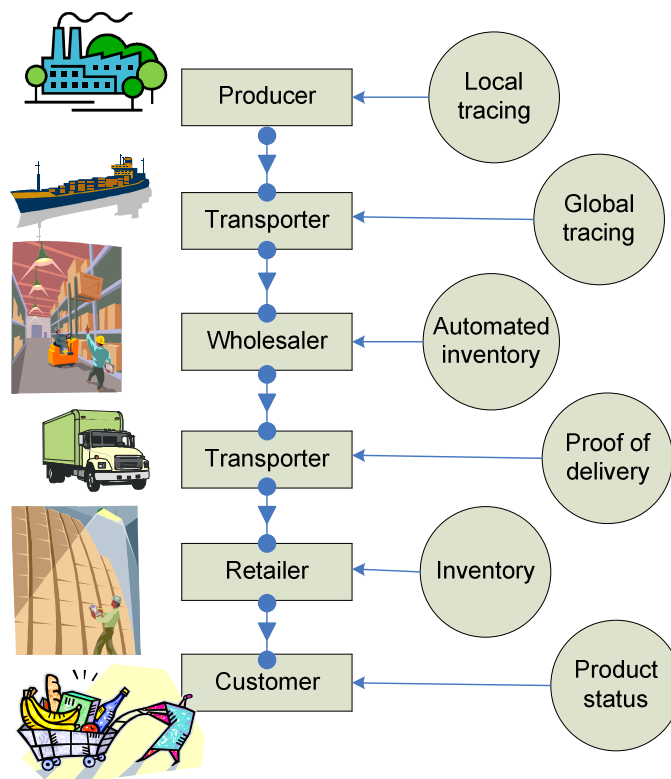 Producer
Local
tracing
Transporter
Global
tracing
Wholesaler
Automated
inventory
Transporter
Proof of
delivery
Retailer
Inventory
Customer
Product
status